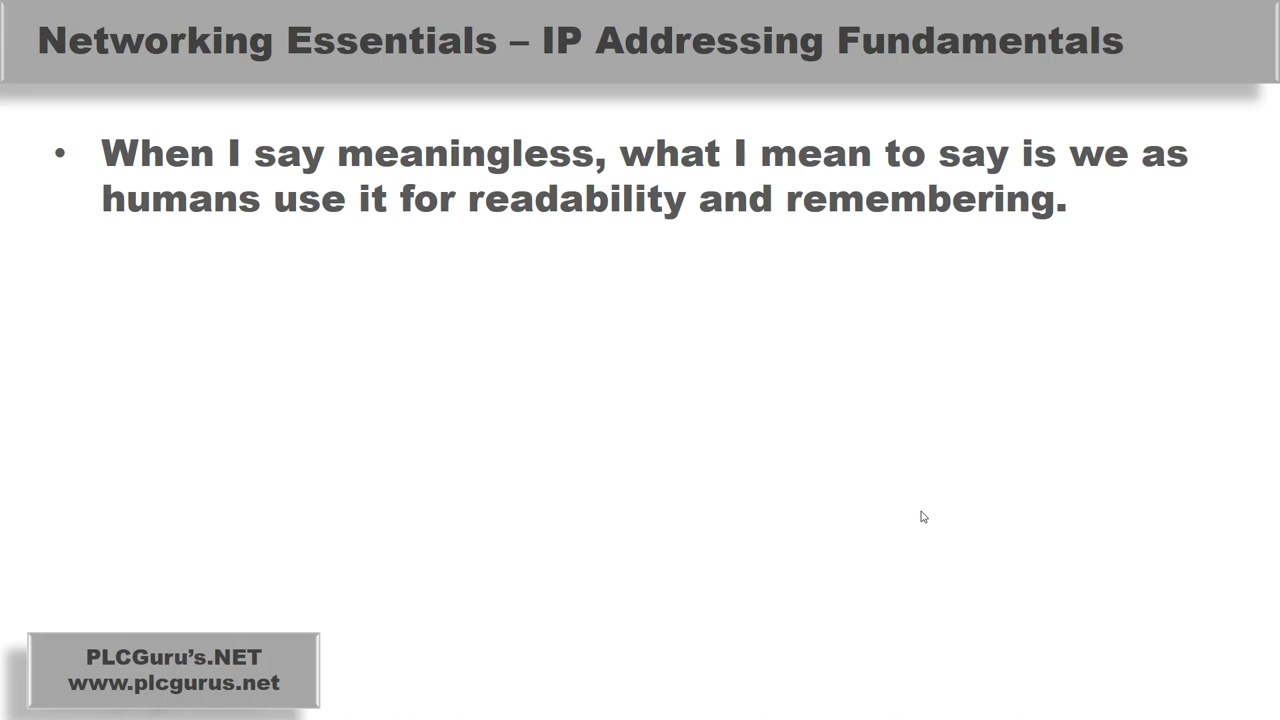 Networking Essentials – IP Addressing Fundamentals
• When I say meaningless, what I mean to say is we as
humans use it for readability and remembering.
PLCGuru’s.NET
www.plcgurus.net